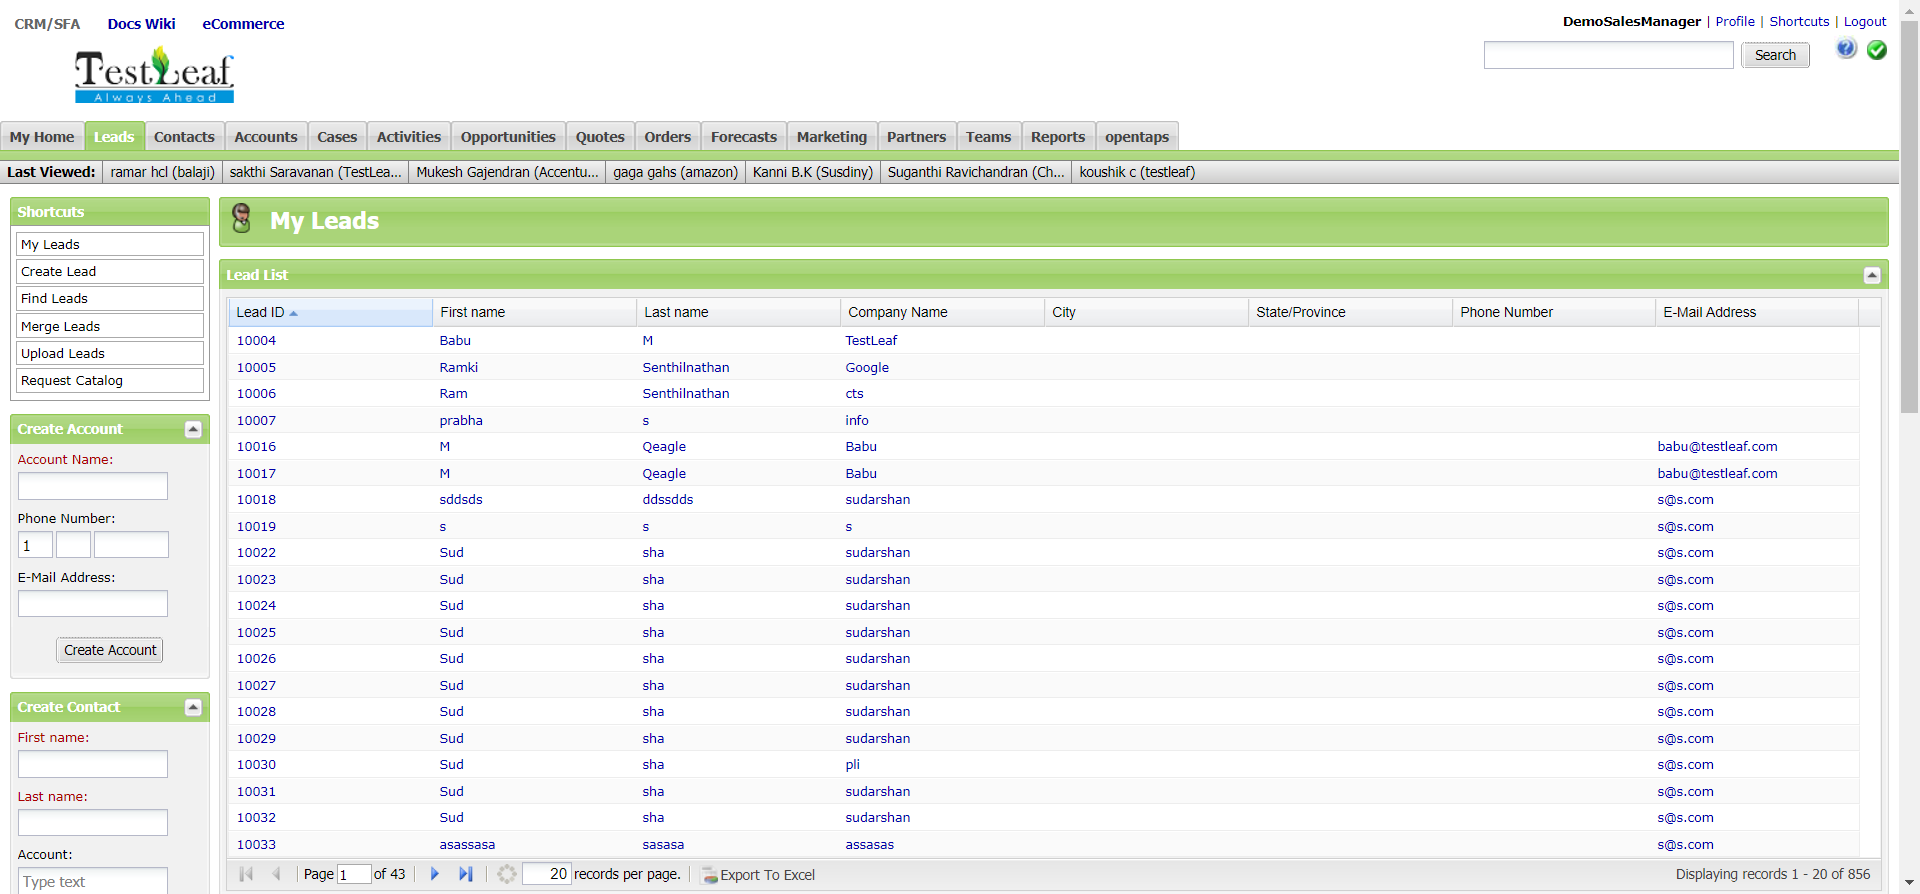 CRM/SFA Docs Wiki eCommerce
DemoSalesManager | Profile | Shortcuts | Logout
Search
TestLeaf
Always Ahead
My Home Leads Contacts Accounts Cases Activities Opportunities Quotes Orders Forecasts Marketing Partners Teams Reports opentaps
Last Viewed: ramar hcl (balaji) sakthi Saravanan (TestLea... Mukesh Gajendran (Accentu... gaga gahs (amazon) Kanni B.K (Susdiny) Suganthi Ravichandran (Ch... koushik c (testleaf)
Shortcuts
My Leads
Create Lead
Find Leads
Merge Leads
Upload Leads
Request Catalog
Create Account
Account Name:
Phone Number:
1
E-Mail Address:
Create Account
Create Contact
First name:
Last name:
Account:
Type text
My Leads
Lead List
Lead ID First name Last name Company Name City State/Province Phone Number E-Mail Address
10004 Babu M TestLeaf
10005 Ramki Senthilnathan Google
10006 Ram Senthilnathan cts
10007 prabha s info
10016 M Qeagle Babu babu@testleaf.com
10017 M Qeagle Babu babu@testleaf.com
10018 sddsds ddssdds sudarshan s@s.com
10019 s s s s@s.com
10022 Sud sha sudarshan s@s.com
10023 Sud sha sudarshan s@s.com
10024 Sud sha sudarshan s@s.com
10025 Sud sha sudarshan s@s.com
10026 Sud sha sudarshan s@s.com
10027 Sud sha sudarshan s@s.com
10028 Sud sha sudarshan s@s.com
10029 Sud sha sudarshan s@s.com
10030 Sud sha pli s@s.com
10031 Sud sha sudarshan s@s.com
10032 Sud sha sudarshan s@s.com
10033 asassasa sasasa assasas s@s.com
Page 1 of 43 20 records per page. Export To Excel Displaying records 1 - 20 of 856